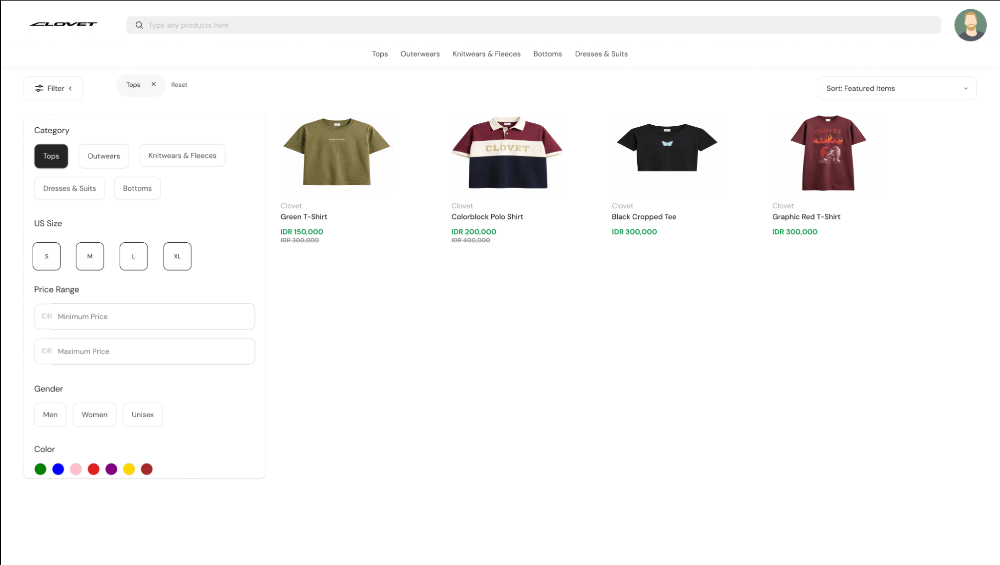 CLOVET
Type any products here
Tops Outerwears Knitwears & Fleeces Bottoms Dresses & Suits
Filter
Tops Reset
Sort: Featured Items
Category
Tops Outwears Knitwears & Fleeces
Dresses & Suits Bottoms
US Size
S M L XL
Price Range
IDR Minimum Price
IDR Maximum Price
Gender
Men Women Unisex
Color
CLOVET
CLOVET
Clovet
Green T-Shirt
IDR 150,000
IDR 300,000
Clovet
Colorblock Polo Shirt
IDR 200,000
IDR 400,000
Clovet
Black Cropped Tee
IDR 300,000
Clovet
Graphic Red T-Shirt
IDR 300,000